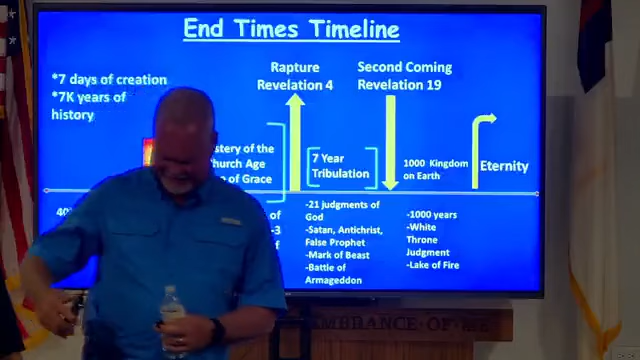 End Times Timeline
*7 days of creation
*7K years of
history
Rapture
Revelation 4
Second Coming
Revelation 19
stery of the
hurch Age
of Grace
7 Year
Tribulation
1000 Kingdom
on Earth
Eternity
40
of
-3
of
-21 judgments of
God
-Satan, Antichrist,
False Prophet
-Mark of Beast
-Battle of
Armageddon
-1000 years
-White
Throne
Judgment
-Lake of Fire
EMBRANCE·OF·ME